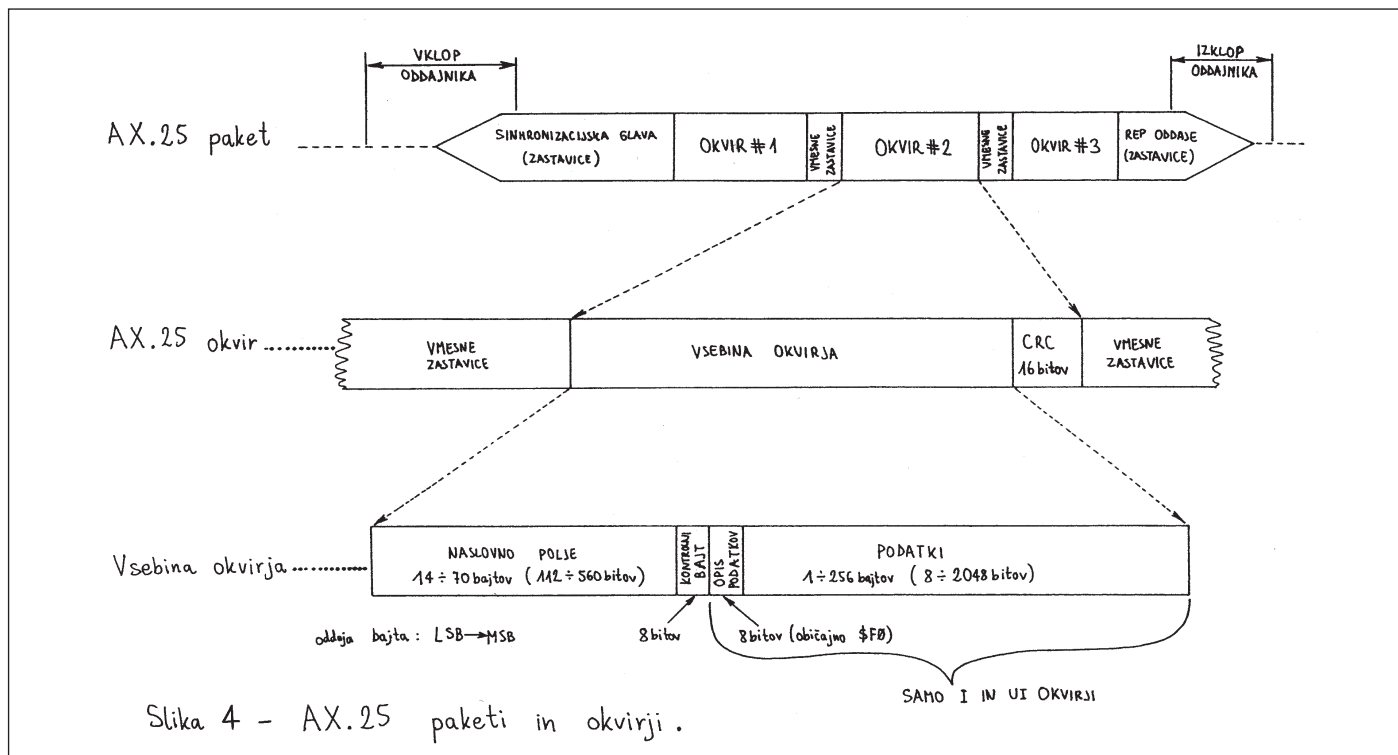 VKLOP
ODDAJNIKA
IZKLOP
ODDAJNIKA
AX.25 paket
SINHRONIZACIJSKA GLAVA
(ZASTAVICE)
OKVIR #1
VMESNE
ZASTAVICE
OKVIR #2
VMESNE
ZASTAVICE
OKVIR #3
REP ODDAJE
(ZASTAVICE)
AX.25 okvir
VMESNE
ZASTAVICE
VSEBINA OKVIRJA
CRC
16 bitov
VMESNE
ZASTAVICE
Vsebina okvirja
NASLOVNO POLJE
14÷70 bajtov (112÷560 bitov)
KONTROLNI
BAJT
OPIS
PODATKOV
PODATKI
1÷256 bajtov (8÷2048 bitov)
oddaja bajta: LSB→MSB
8 bitov
8 bitov (običajno $FØ)
SAMO I IN UI OKVIRJI
Slika 4 - AX.25 paketi in okvirji.